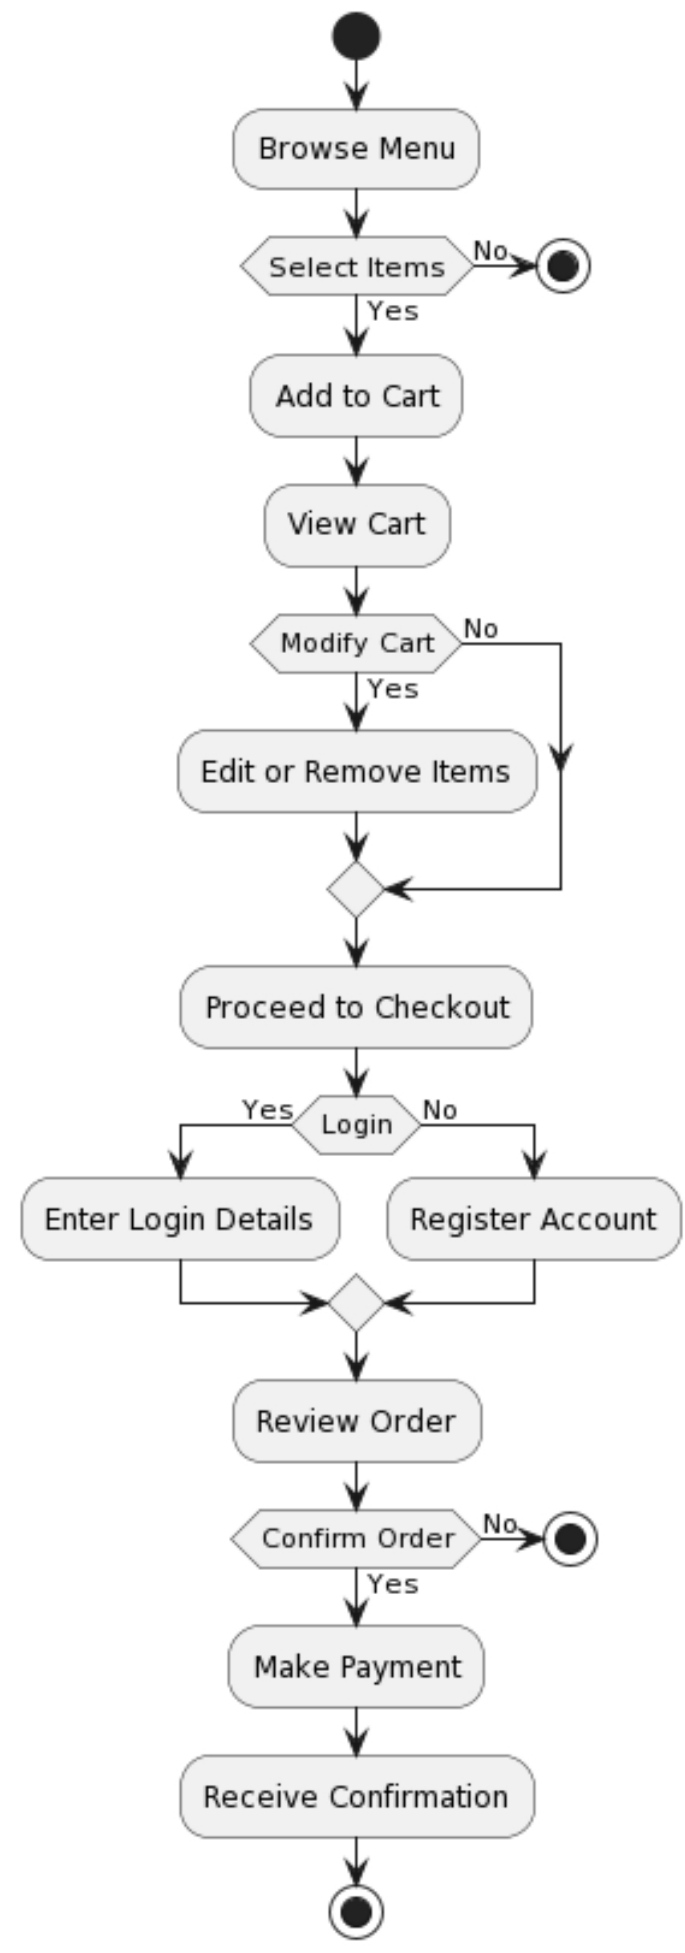 Browse Menu
Select Items
No
Yes
Add to Cart
View Cart
Modify Cart
No
Yes
Edit or Remove Items
Proceed to Checkout
Yes
Login
No
Enter Login Details
Register Account
Review Order
Confirm Order
No
Yes
Make Payment
Receive Confirmation